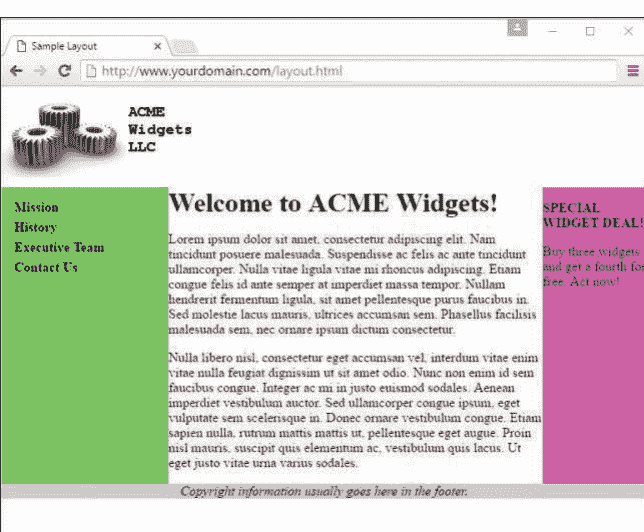 Sample Layout
http://www.yourdomain.com/layout.html
ACME
Widgets
LLC
Mission
History
Executive Team
Contact Us
Welcome to ACME Widgets!
Lorem ipsum dolor sit amet, consectetur adipiscing elit. Nam
tincidunt posuere malesuada. Suspendisse ac felis ac ante tincidunt
ullamcorper. Nulla vitae ligula vitae mi rhoncus adipiscing. Etiam
congue felis id ante semper at imperdiet massa tempor. Nullam
hendrerit fermentum ligula, sit amet pellentesque purus faucibus in.
Sed molestie lacus mauris, ultrices accumsan sem. Phasellus facilisis
malesuada sem, nec ornare ipsum dictum consectetur.
Nulla libero nisl, consectetur eget accumsan vel, interdum vitae enim
vitae nulla feugiat dignissim ut sit amet odio. Nunc non enim id sem
faucibus congue. Integer ac mi in justo euismod sodales. Aenean
imperdiet vestibulum auctor. Sed ullamcorper congue ipsum, eget
vulputate sem scelerisque in. Donec ornare vestibulum congue. Etiam
sapien nulla, rutrum mattis mattis ut, pellentesque eget augue. Proin
nisl mauris, suscipit quis elementum ac, vestibulum quis lacus. Ut
eget justo vitae urna varius sodales.
SPECIAL
WIDGET DEAL!
Buy three widgets
and get a fourth for
free. Act now!
Copyright information usually goes here in the footer.